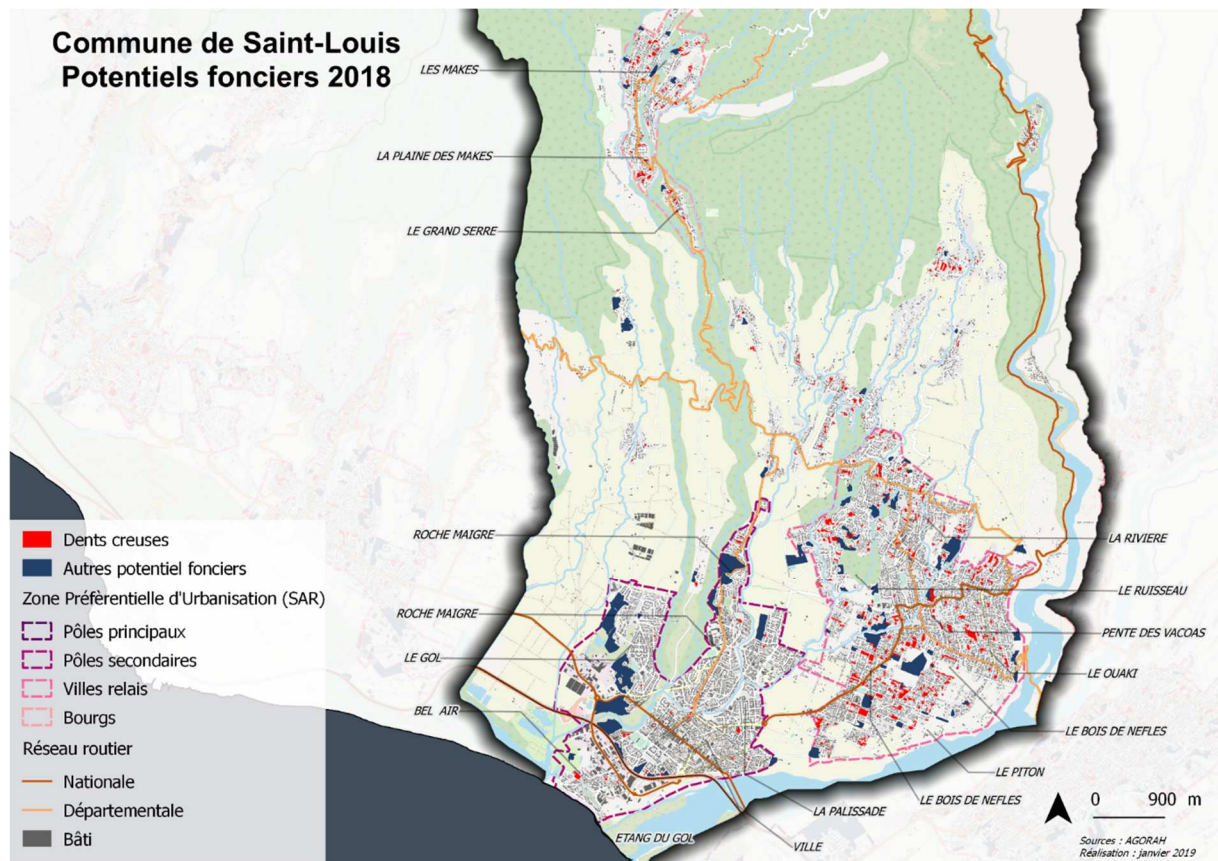 Commune de Saint-Louis
Potentiels fonciers 2018
LES MAKES
LA PLAINE DES MAKES
LE GRAND SERRE
ROCHE MAIGRE
LA RIVIERE
LE RUISSEAU
ROCHE MAIGRE
PENTE DES VACOAS
LE GOL
LE OUAKI
BEL AIR
LE BOIS DE NEFLES
LE PITON
LE BOIS DE NEFLES
LA PALISSADE
ETANG DU GOL
VILLE
Dents creuses
Autres potentiel fonciers
Zone Préférentielle d'Urbanisation (SAR)
Pôles principaux
Pôles secondaires
Villes relais
Bourgs
Réseau routier
Nationale
Départementale
Bâti
0 900 m
Sources : AGORAH
Réalisation : janvier 2019